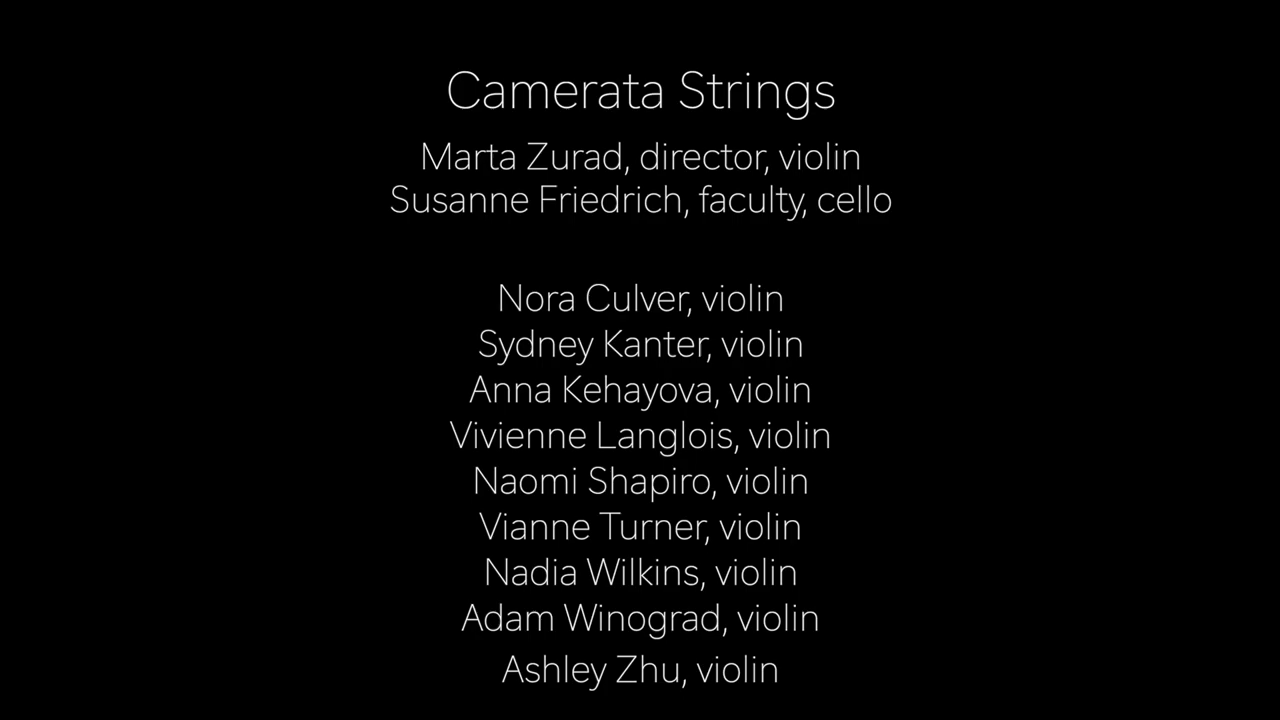 Camerata Strings
Marta Zurad, director, violin
Susanne Friedrich, faculty, cello
Nora Culver, violin
Sydney Kanter, violin
Anna Kehayova, violin
Vivienne Langlois, violin
Naomi Shapiro, violin
Vianne Turner, violin
Nadia Wilkins, violin
Adam Winograd, violin
Ashley Zhu, violin